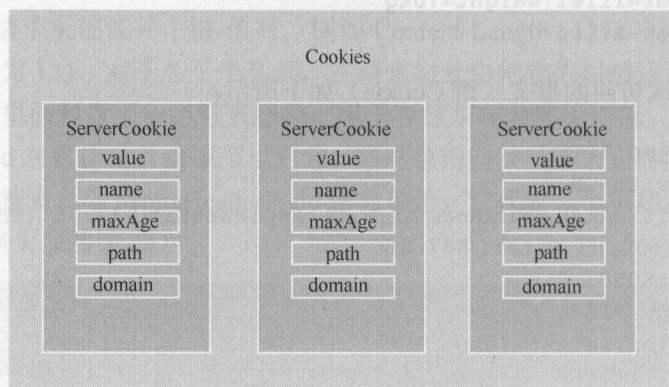 Cookies
ServerCookie
value
name
maxAge
path
domain
ServerCookie
value
name
maxAge
path
domain
ServerCookie
value
name
maxAge
path
domain